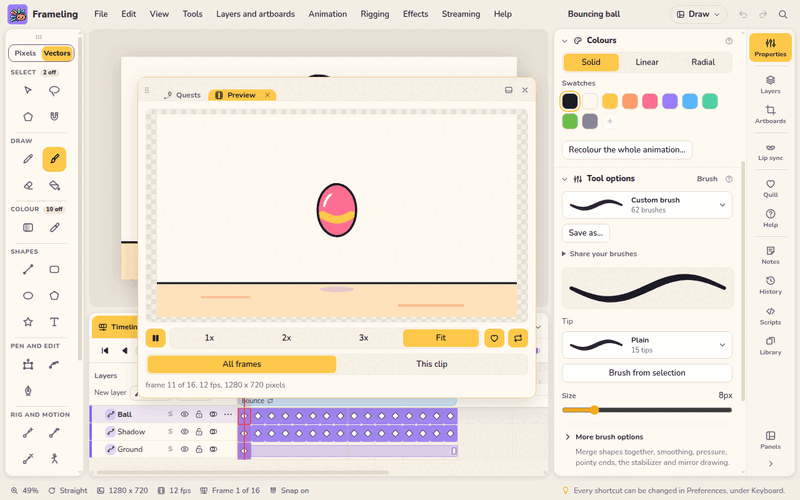 Frameling
File Edit View Tools Layers and artboards Animation Rigging Effects Streaming Help
Bouncing ball
Draw
Pixels Vectors
SELECT 2 off
DRAW
COLOUR 10 off
SHAPES
PEN AND EDIT
RIG AND MOTION
Quests Preview
1x 2x 3x Fit
All frames This clip
frame 11 of 16, 12 fps, 1280 x 720 pixels
Layers
New layer
Bounce
Ball S
Shadow S
Ground S
Colours
Solid Linear Radial
Swatches
Recolour the whole animation...
Tool options Brush
Custom brush
62 brushes
Save as...
Share your brushes
Tip
Plain
15 tips
Brush from selection
Size 8px
More brush options
Merge shapes together, smoothing, pressure,
pointy ends, the stabilizer and mirror drawing.
Properties
Layers
Artboards
Lip sync
Quill
Help
Notes
History
Scripts
Library
Panels
49% Straight 1280 x 720 12 fps Frame 1 of 16 Snap on
Every shortcut can be changed in Preferences, under Keyboard.